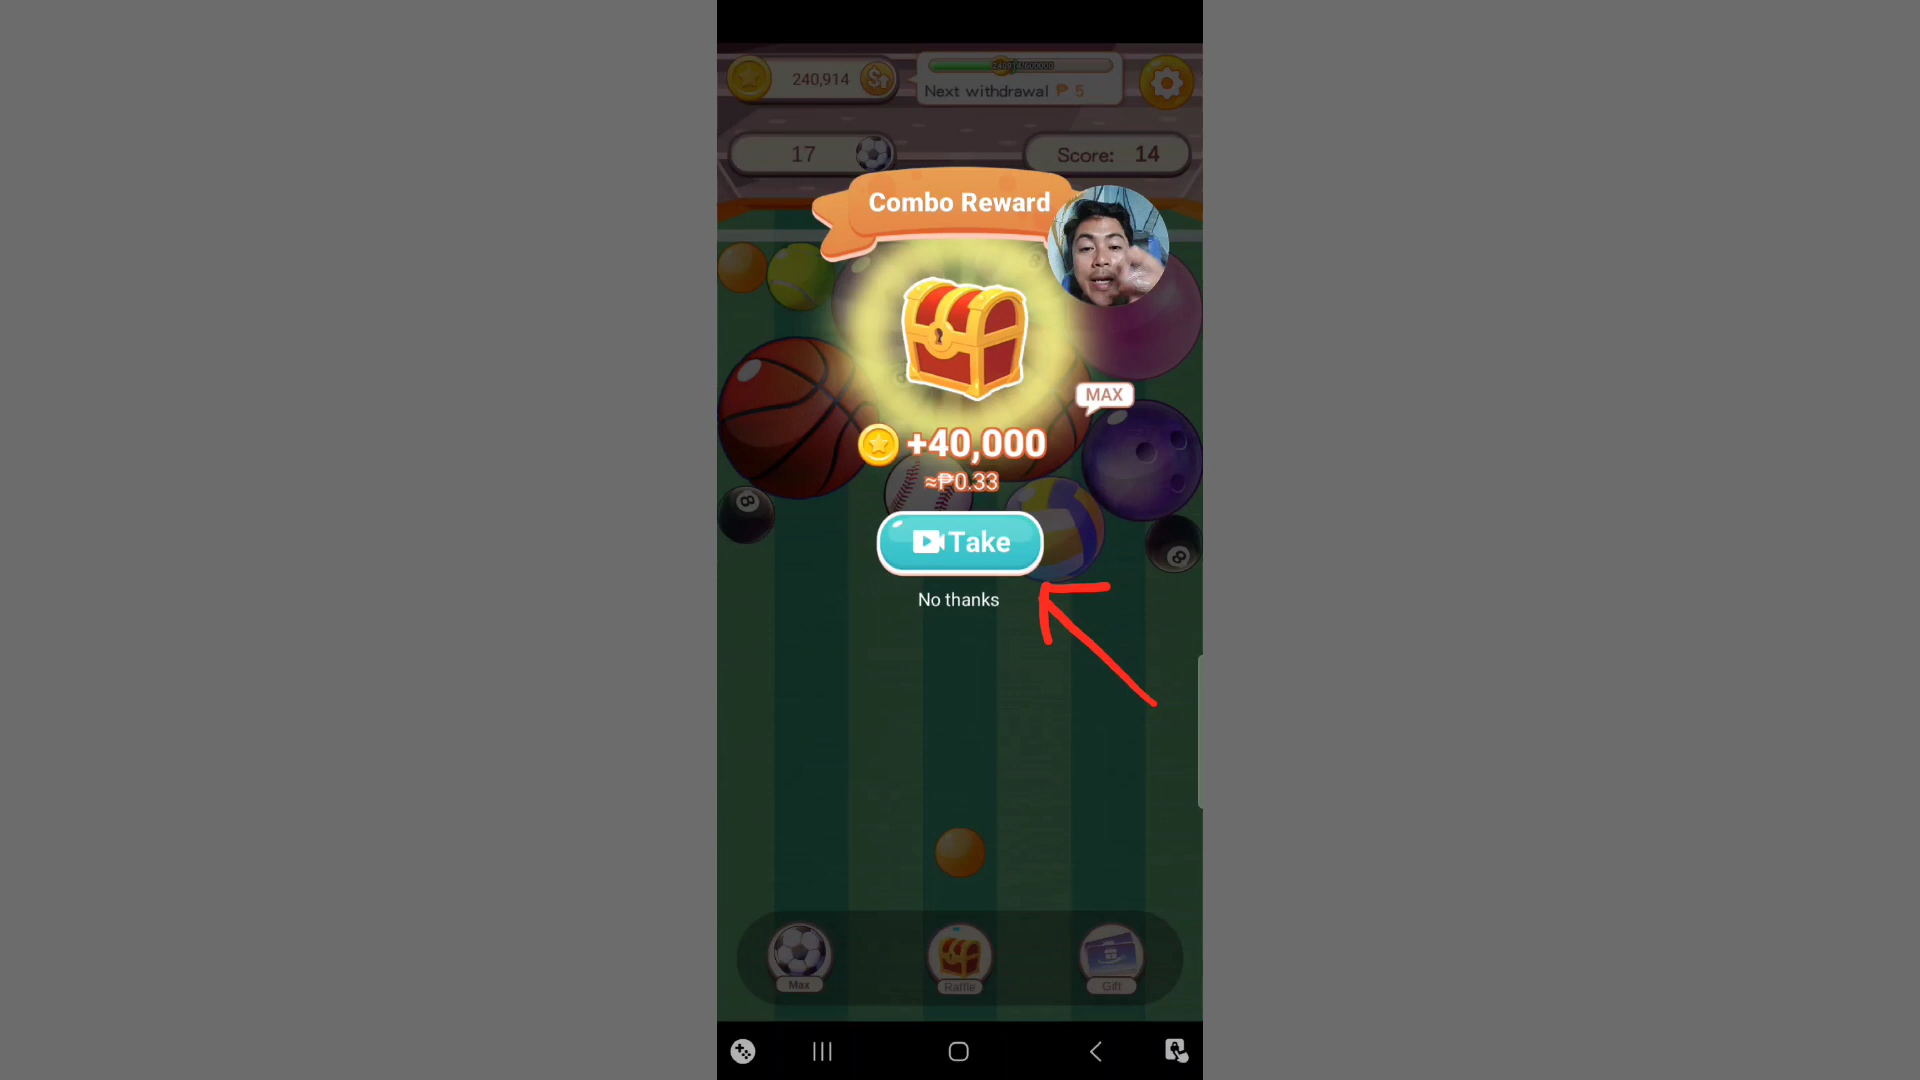 240,914
Next withdrawal ₱ 5
17
Score: 14
Combo Reward
MAX
+40,000
≈₱0.33
Take
No thanks
Max
Raffle
Gift